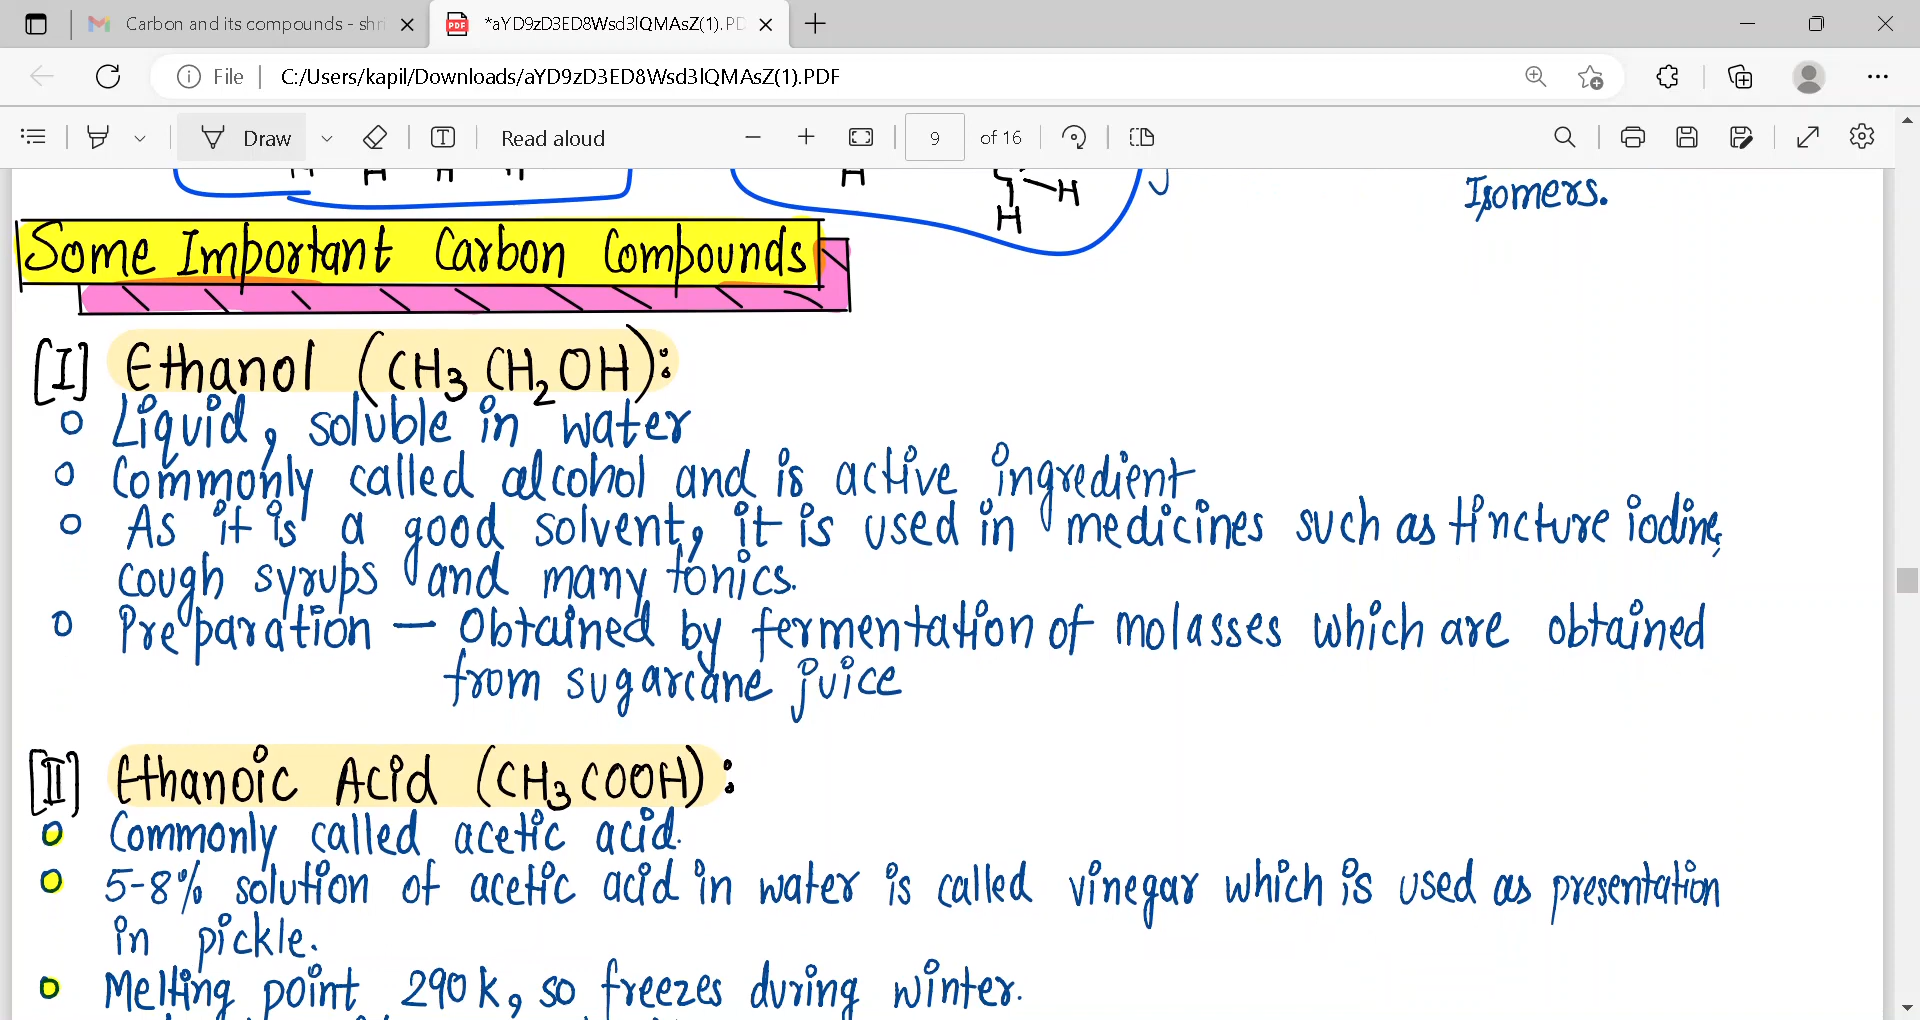 Carbon and its compounds - shri
*aYD9zD3ED8Wsd3lQMAsZ(1).PD
File
C:/Users/kapil/Downloads/aYD9zD3ED8Wsd3lQMAsZ(1).PDF
Draw
Read aloud
9 of 16
H H H H H
H
H
Isomers.
Some Important Carbon Compounds
[I] Ethanol (CH₃ CH₂ OH):
Liquid, soluble in water
Commonly called alcohol and is active ingredient
As it is a good solvent, it is used in medicines such as tincture iodine,
cough syrups and many tonics.
Preparation — Obtained by fermentation of molasses which are obtained
from sugarcane juice
[II] Ethanoic Acid (CH₃ COOH) :
Commonly called acetic acid.
5-8% solution of acetic acid in water is called vinegar which is used as presentation
in pickle.
Melting point 290 k, so freezes during winter.